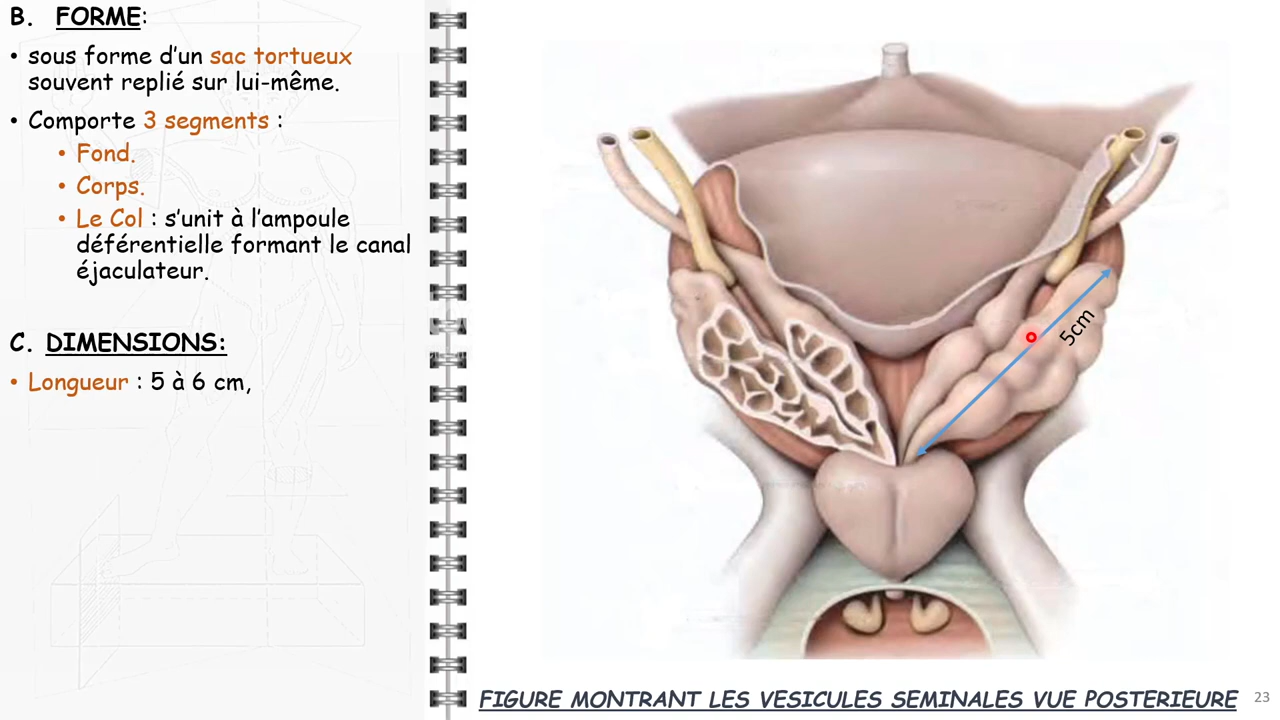 B. FORME:
• sous forme d'un sac tortueux
souvent replié sur lui-même.
• Comporte 3 segments :
• Fond.
• Corps.
• Le Col : s'unit à l'ampoule
déférentielle formant le canal
éjaculateur.
C. DIMENSIONS:
• Longueur : 5 à 6 cm,
5cm
FIGURE MONTRANT LES VESICULES SEMINALES VUE POSTERIEURE
23